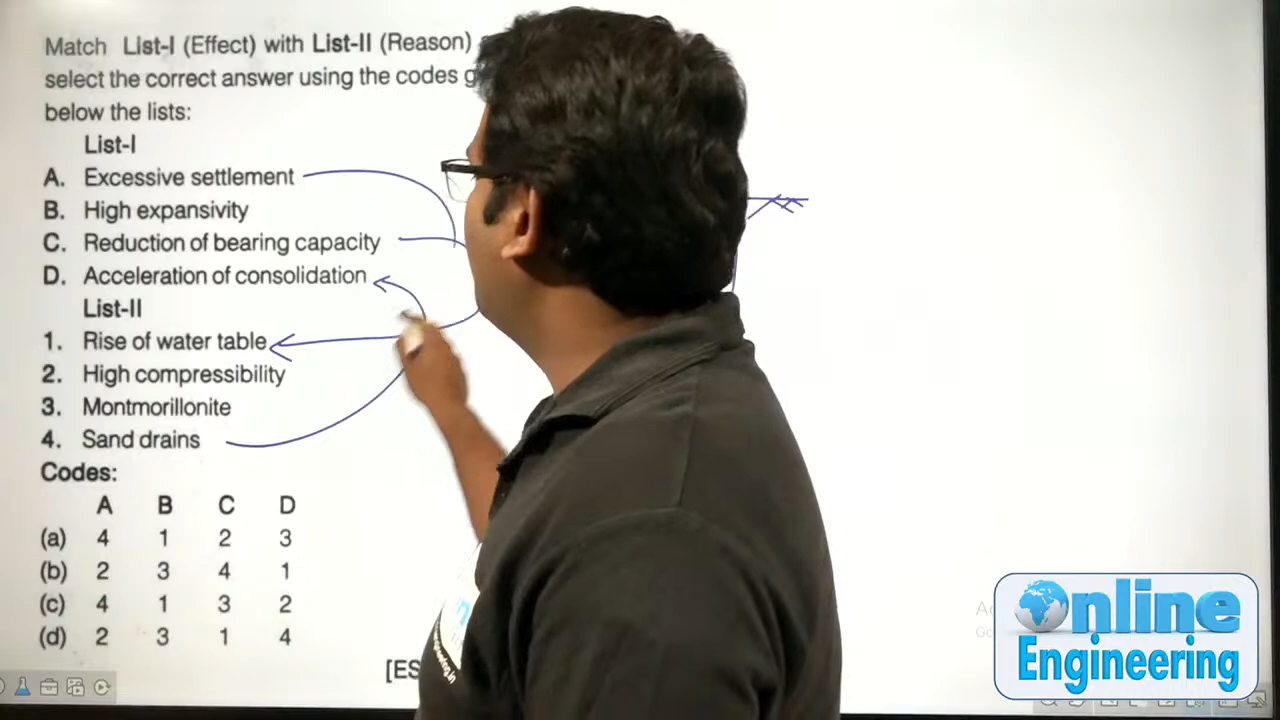 Match List-I (Effect) with List-II (Reason)
select the correct answer using the codes g
below the lists:
List-I
A. Excessive settlement
B. High expansivity
C. Reduction of bearing capacity
D. Acceleration of consolidation
List-II
1. Rise of water table
2. High compressibility
3. Montmorillonite
4. Sand drains
Codes:
A B C D
(a) 4 1 2 3
(b) 2 3 4 1
(c) 4 1 3 2
(d) 2 3 1 4
[ES
Online
Engineering